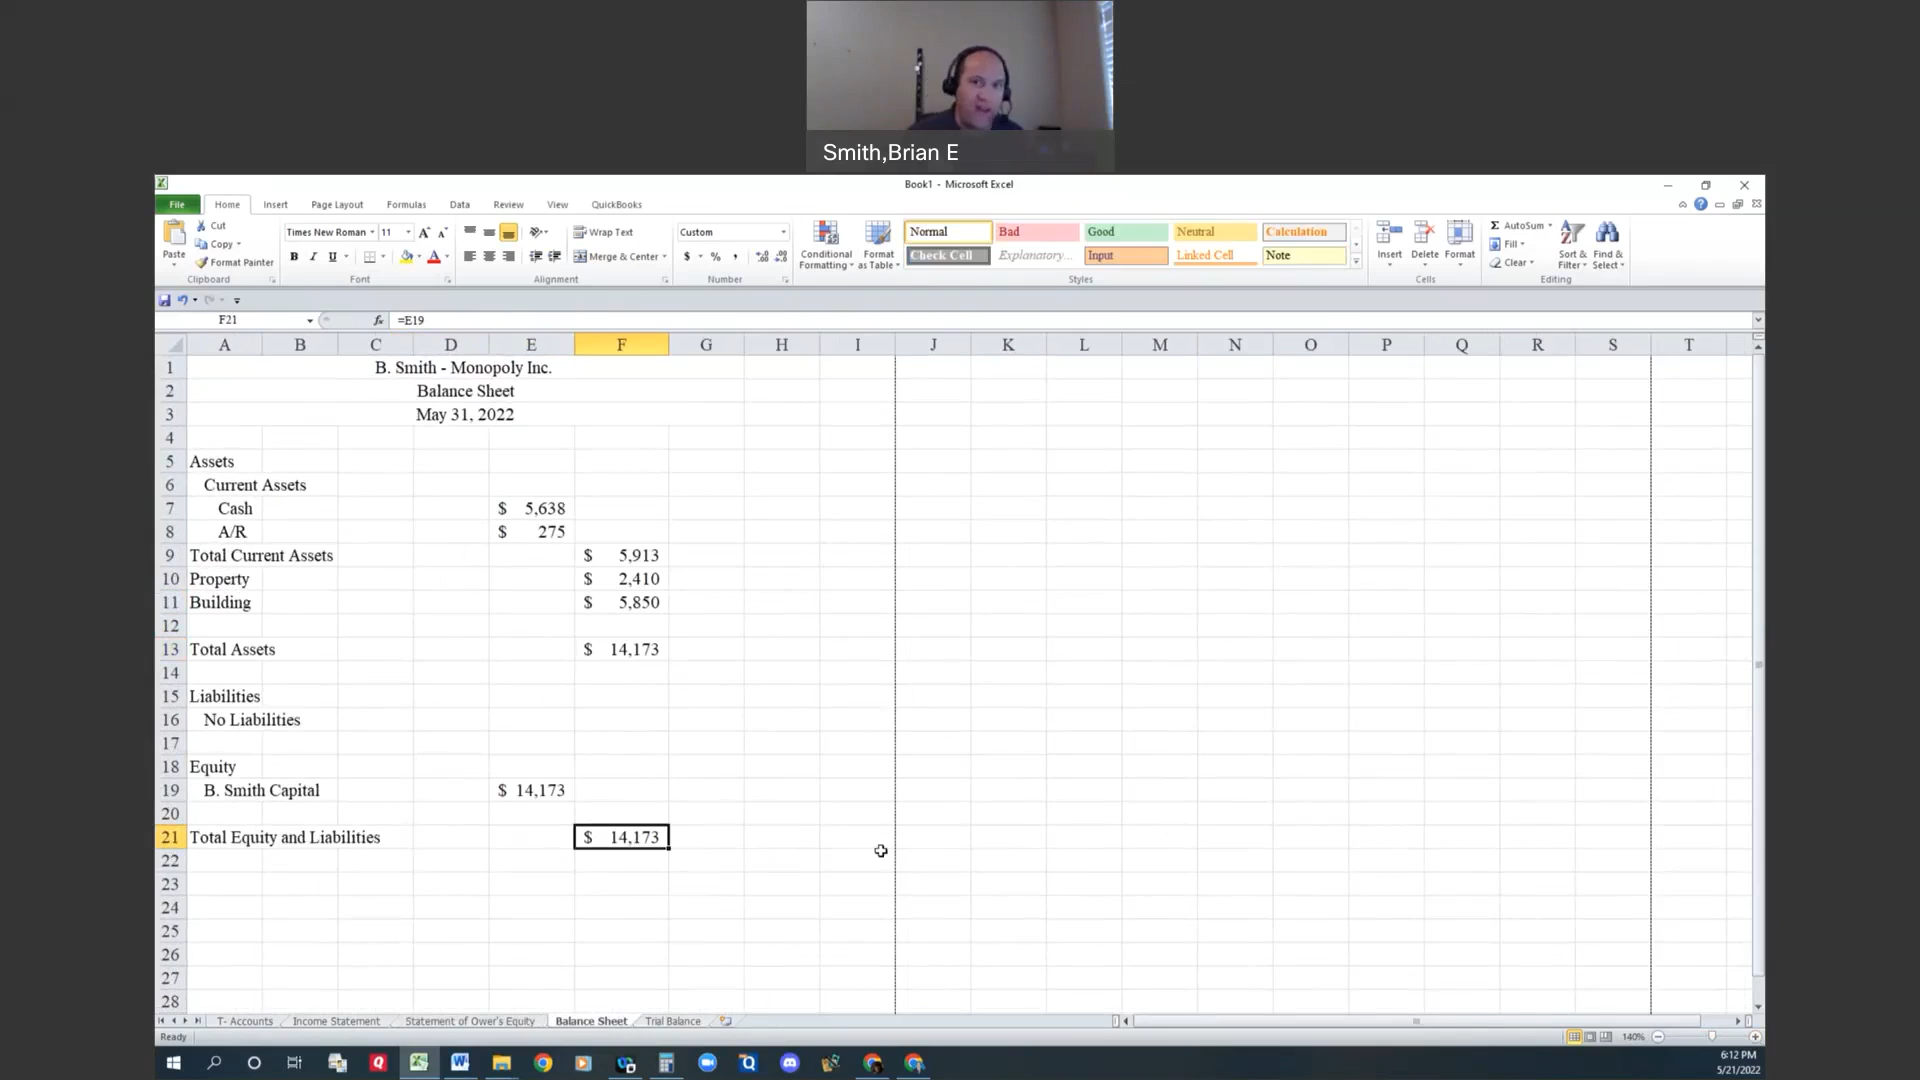 Smith,Brian E
Book1 - Microsoft Excel
File Home Insert Page Layout Formulas Data Review View QuickBooks
Paste
Cut
Copy
Format Painter
Clipboard
Times New Roman 11
B I U
Font
Wrap Text
Merge & Center
Alignment
Custom
$ % ,
Number
Conditional Formatting
Format as Table
Normal Bad Good Neutral Calculation
Check Cell Explanatory... Input Linked Cell Note
Styles
Insert Delete Format
Cells
Σ AutoSum
Fill
Clear
Sort & Filter
Find & Select
Editing
F21 fx =E19
A B C D E F G H I J K L M N O P Q R S T
1 B. Smith - Monopoly Inc.
2 Balance Sheet
3 May 31, 2022
4
5 Assets
6 Current Assets
7 Cash $ 5,638
8 A/R $ 275
9 Total Current Assets $ 5,913
10 Property $ 2,410
11 Building $ 5,850
12
13 Total Assets $ 14,173
14
15 Liabilities
16 No Liabilities
17
18 Equity
19 B. Smith Capital $ 14,173
20
21 Total Equity and Liabilities $ 14,173
22
23
24
25
26
27
28
T- Accounts Income Statement Statement of Ower's Equity Balance Sheet Trial Balance
Ready 140%
6:12 PM
5/21/2022